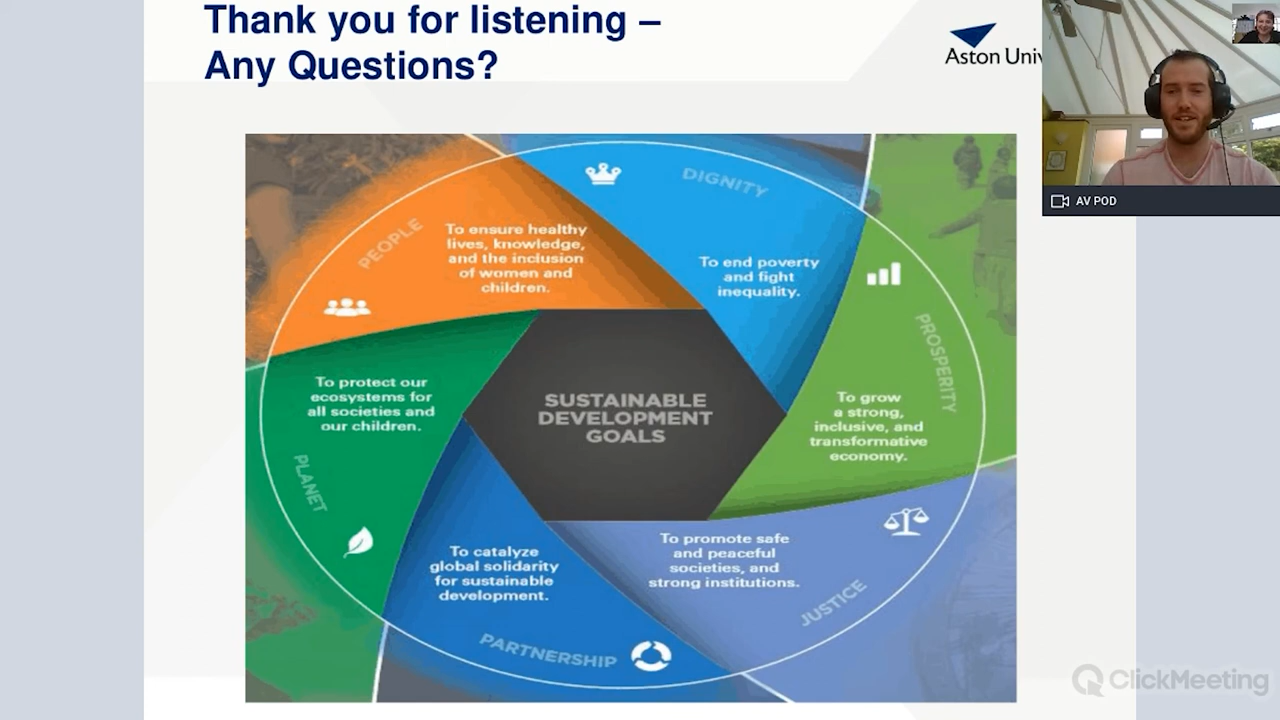 Thank you for listening –
Any Questions?
Aston Univ
AV POD
DIGNITY
To end poverty
and fight
inequality.
PEOPLE
To ensure healthy
lives, knowledge,
and the inclusion
of women and
children.
PROSPERITY
To grow
a strong,
inclusive, and
transformative
economy.
SUSTAINABLE
DEVELOPMENT
GOALS
To protect our
ecosystems for
all societies and
our children.
PLANET
To promote safe
and peaceful
societies, and
strong institutions.
JUSTICE
To catalyze
global solidarity
for sustainable
development.
PARTNERSHIP
ClickMeeting